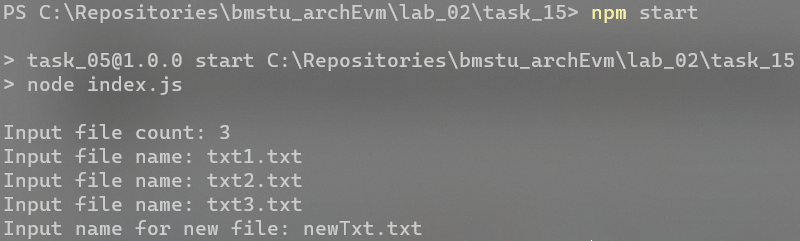 PS C:\Repositories\bmstu_archEvm\lab_02\task_15> npm start
> task_05@1.0.0 start C:\Repositories\bmstu_archEvm\lab_02\task_15
> node index.js
Input file count: 3
Input file name: txt1.txt
Input file name: txt2.txt
Input file name: txt3.txt
Input name for new file: newTxt.txt